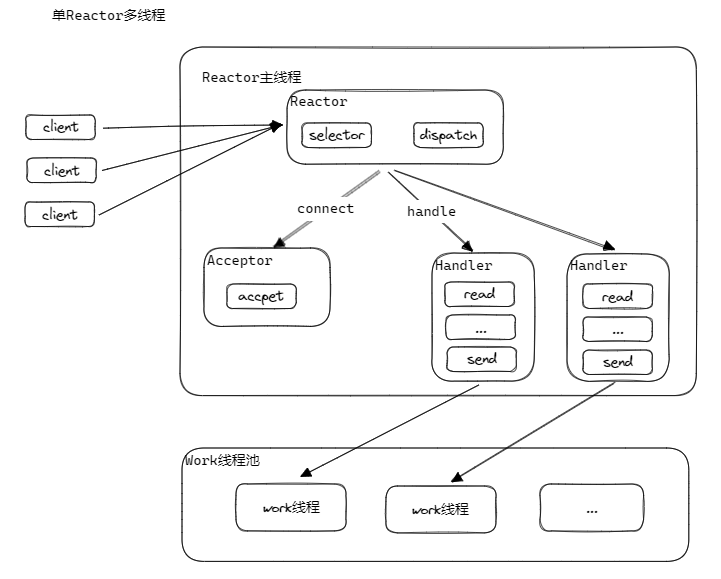 单Reactor多线程
Reactor主线程
Reactor
selector
dispatch
client
client
client
connect
handle
Acceptor
accpet
Handler
read
...
send
Handler
read
...
send
Work线程池
work线程
work线程
...